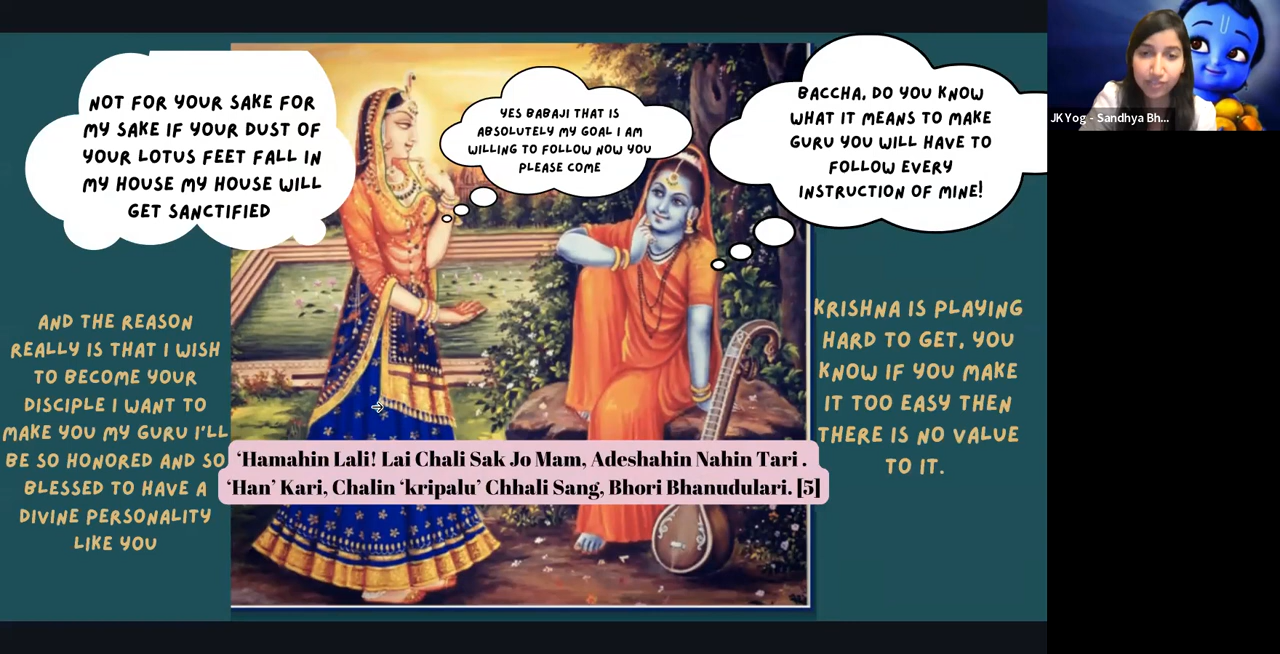 NOT FOR YOUR SAKE FOR
MY SAKE IF YOUR DUST OF
YOUR LOTUS FEET FALL IN
MY HOUSE MY HOUSE WILL
GET SANCTIFIED
YES BABAJI THAT IS
ABSOLUTELY MY GOAL I AM
WILLING TO FOLLOW NOW YOU
PLEASE COME
BACCHA, DO YOU KNOW
WHAT IT MEANS TO MAKE
GURU YOU WILL HAVE TO
FOLLOW EVERY
INSTRUCTION OF MINE!
JKYog - Sandhya Bh...
AND THE REASON
REALLY IS THAT I WISH
TO BECOME YOUR
DISCIPLE I WANT TO
MAKE YOU MY GURU I'LL
BE SO HONORED AND SO
BLESSED TO HAVE A
DIVINE PERSONALITY
LIKE YOU
KRISHNA IS PLAYING
HARD TO GET, YOU
KNOW IF YOU MAKE
IT TOO EASY THEN
THERE IS NO VALUE
TO IT.
‘Hamahin Lali! Lai Chali Sak Jo Mam, Adeshahin Nahin Tari .
‘Han’ Kari, Chalin ‘kripalu’ Chhali Sang, Bhori Bhanudulari. [5]